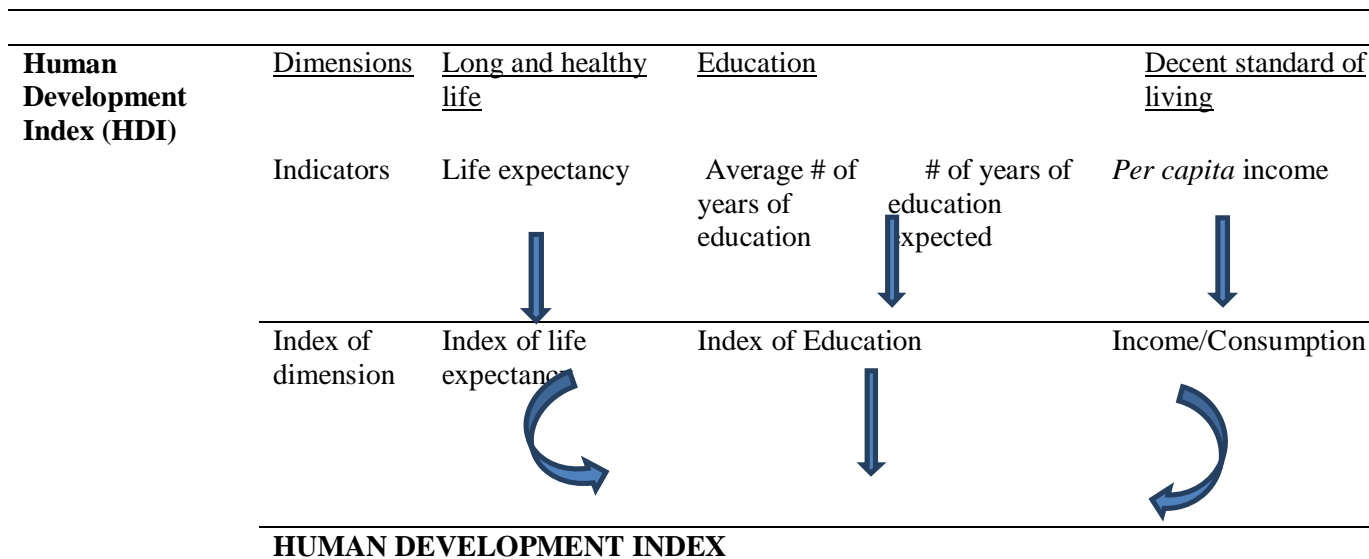 Human Development Index (HDI)
Dimensions
Long and healthy life
Education
Decent standard of living
Indicators
Life expectancy
Average # of years of education
# of years of education expected
Per capita income
Index of dimension
Index of life expectancy
Index of Education
Income/Consumption
HUMAN DEVELOPMENT INDEX